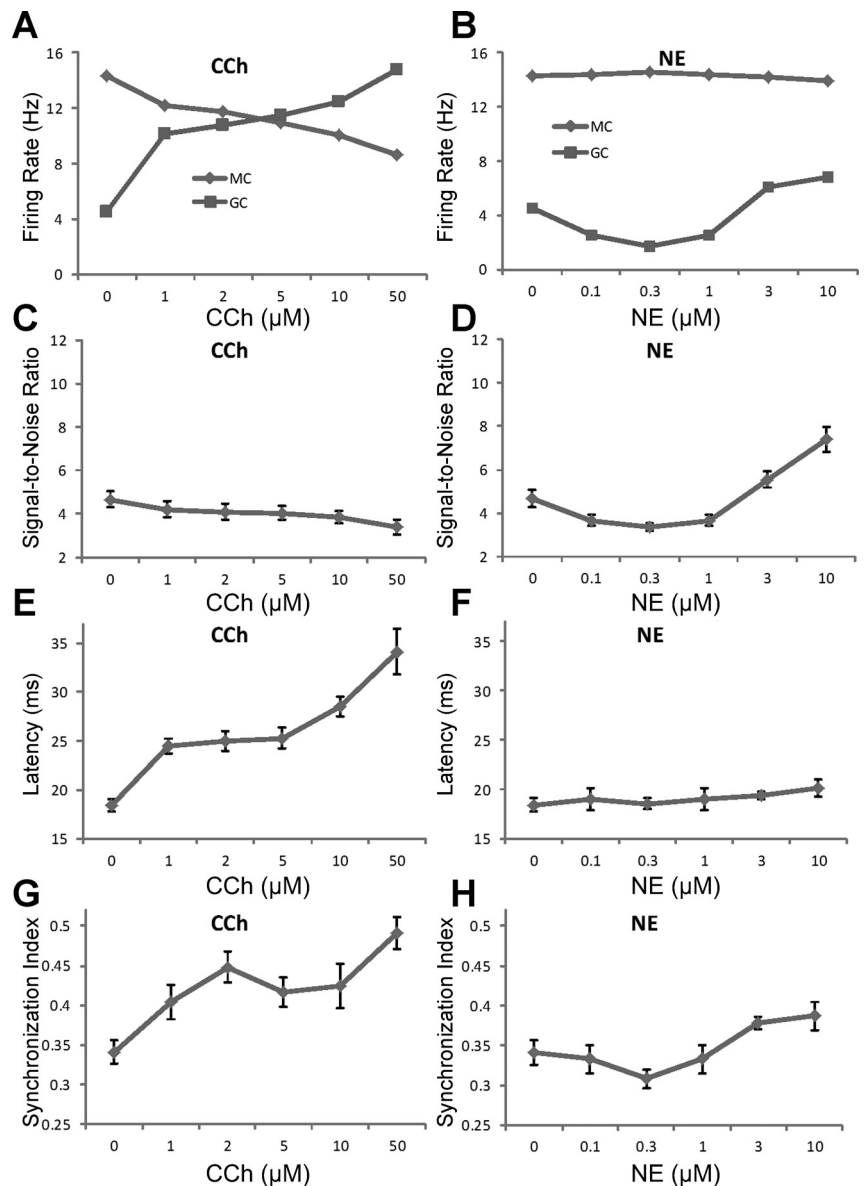 A
CCh
Firing Rate (Hz)
16
12
8
4
0
MC
GC
0 1 2 5 10 50
CCh (µM)
B
NE
Firing Rate (Hz)
16
12
8
4
0
MC
GC
0 0.1 0.3 1 3 10
NE (µM)
C
CCh
Signal-to-Noise Ratio
12
10
8
6
4
2
0 1 2 5 10 50
CCh (µM)
D
NE
Signal-to-Noise Ratio
12
10
8
6
4
2
0 0.1 0.3 1 3 10
NE (µM)
E
CCh
Latency (ms)
35
30
25
20
15
0 1 2 5 10 50
CCh (µM)
F
NE
Latency (ms)
35
30
25
20
15
0 0.1 0.3 1 3 10
NE (µM)
G
CCh
Synchronization Index
0.5
0.45
0.4
0.35
0.3
0.25
0 1 2 5 10 50
CCh (µM)
H
NE
Synchronization Index
0.5
0.45
0.4
0.35
0.3
0.25
0 0.1 0.3 1 3 10
NE (µM)